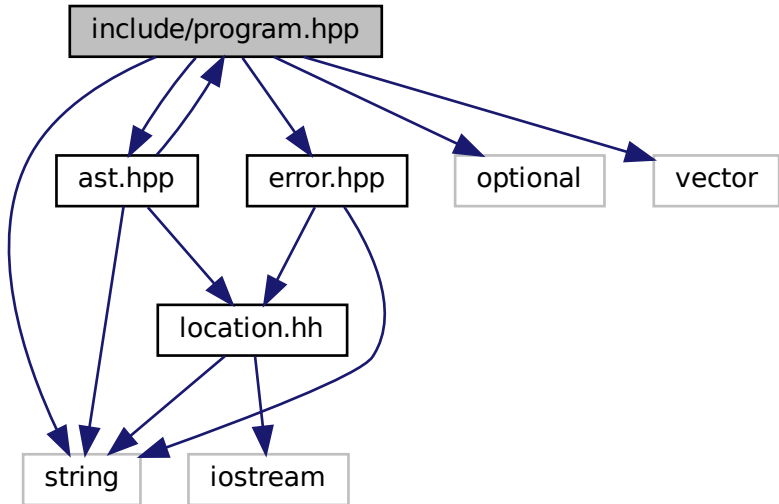 include/program.hpp
ast.hpp
error.hpp
optional
vector
location.hh
string
iostream